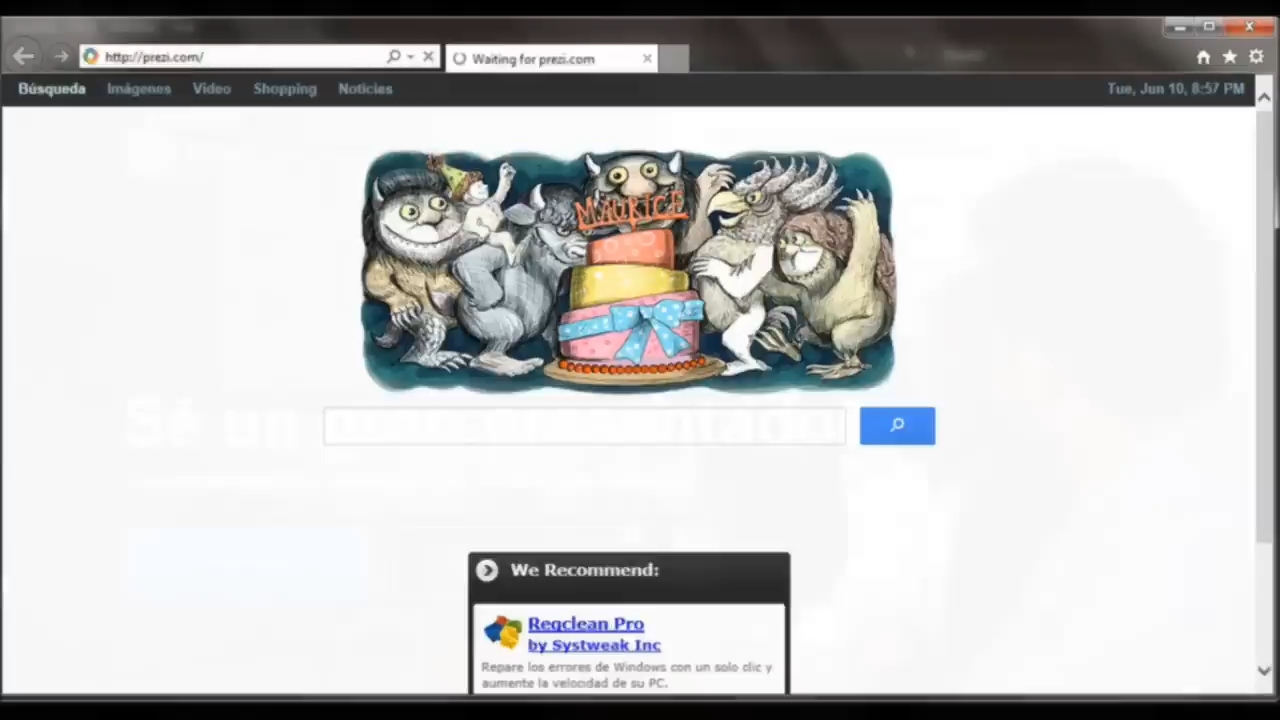 http://prezi.com/
Waiting for prezi.com
Búsqueda Imágenes Video Shopping Noticias Tue, Jun 10, 8:57 PM
MAURICE
Sé un
We Recommend:
Regclean Pro
by Systweak Inc
Repare los errores de Windows con un solo clic y
aumente la velocidad de su PC.